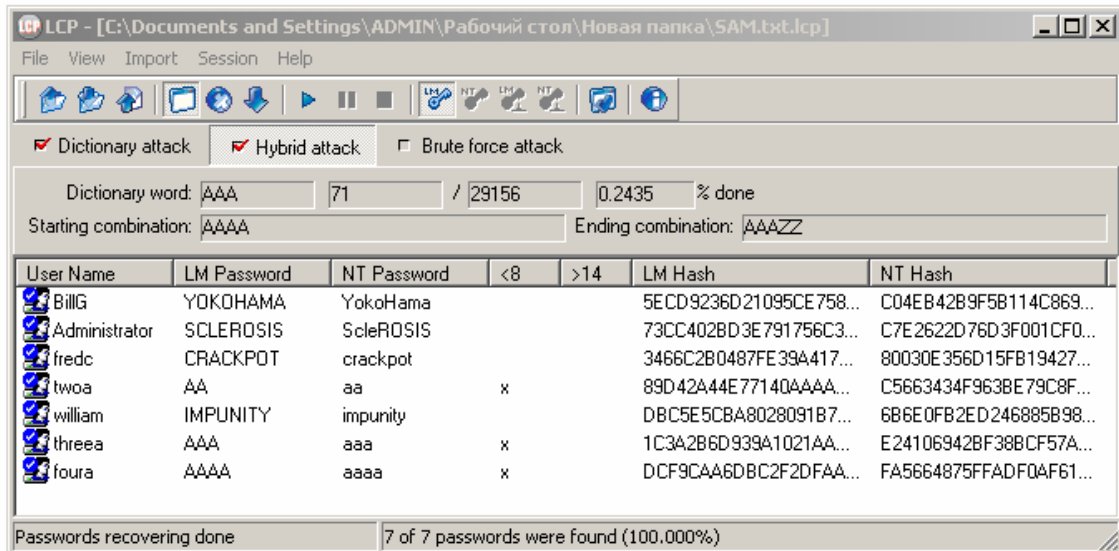 LCP - [C:\Documents and Settings\ADMIN\Рабочий стол\Новая папка\SAM.txt.lcp]
File View Import Session Help
LM NT LM NT
Dictionary attack Hybrid attack Brute force attack
Dictionary word: AAA 71 / 29156 0.2435 % done
Starting combination: AAAA Ending combination: AAAZZ
User Name LM Password NT Password <8 >14 LM Hash NT Hash
BillG YOKOHAMA YokoHama 5ECD9236D21095CE758... C04EB42B9F5B114C869...
Administrator SCLEROSIS ScleROSIS 73CC402BD3E791756C3... C7E2622D76D3F001CF0...
fredc CRACKPOT crackpot 3466C2B0487FE39A417... 80030E356D15FB19427...
twoa AA aa x 89D42A44E77140AAAA... C5663434F963BE79C8F...
william IMPUNITY impunity DBC5E5CBA8028091B7... 6B6E0FB2ED246885B98...
threea AAA aaa x 1C3A2B6D939A1021AA... E24106942BF38BCF57A...
foura AAAA aaaa x DCF9CAA6DBC2F2DFAA... FA5664875FFADF0AF61...
Passwords recovering done 7 of 7 passwords were found (100.000%)